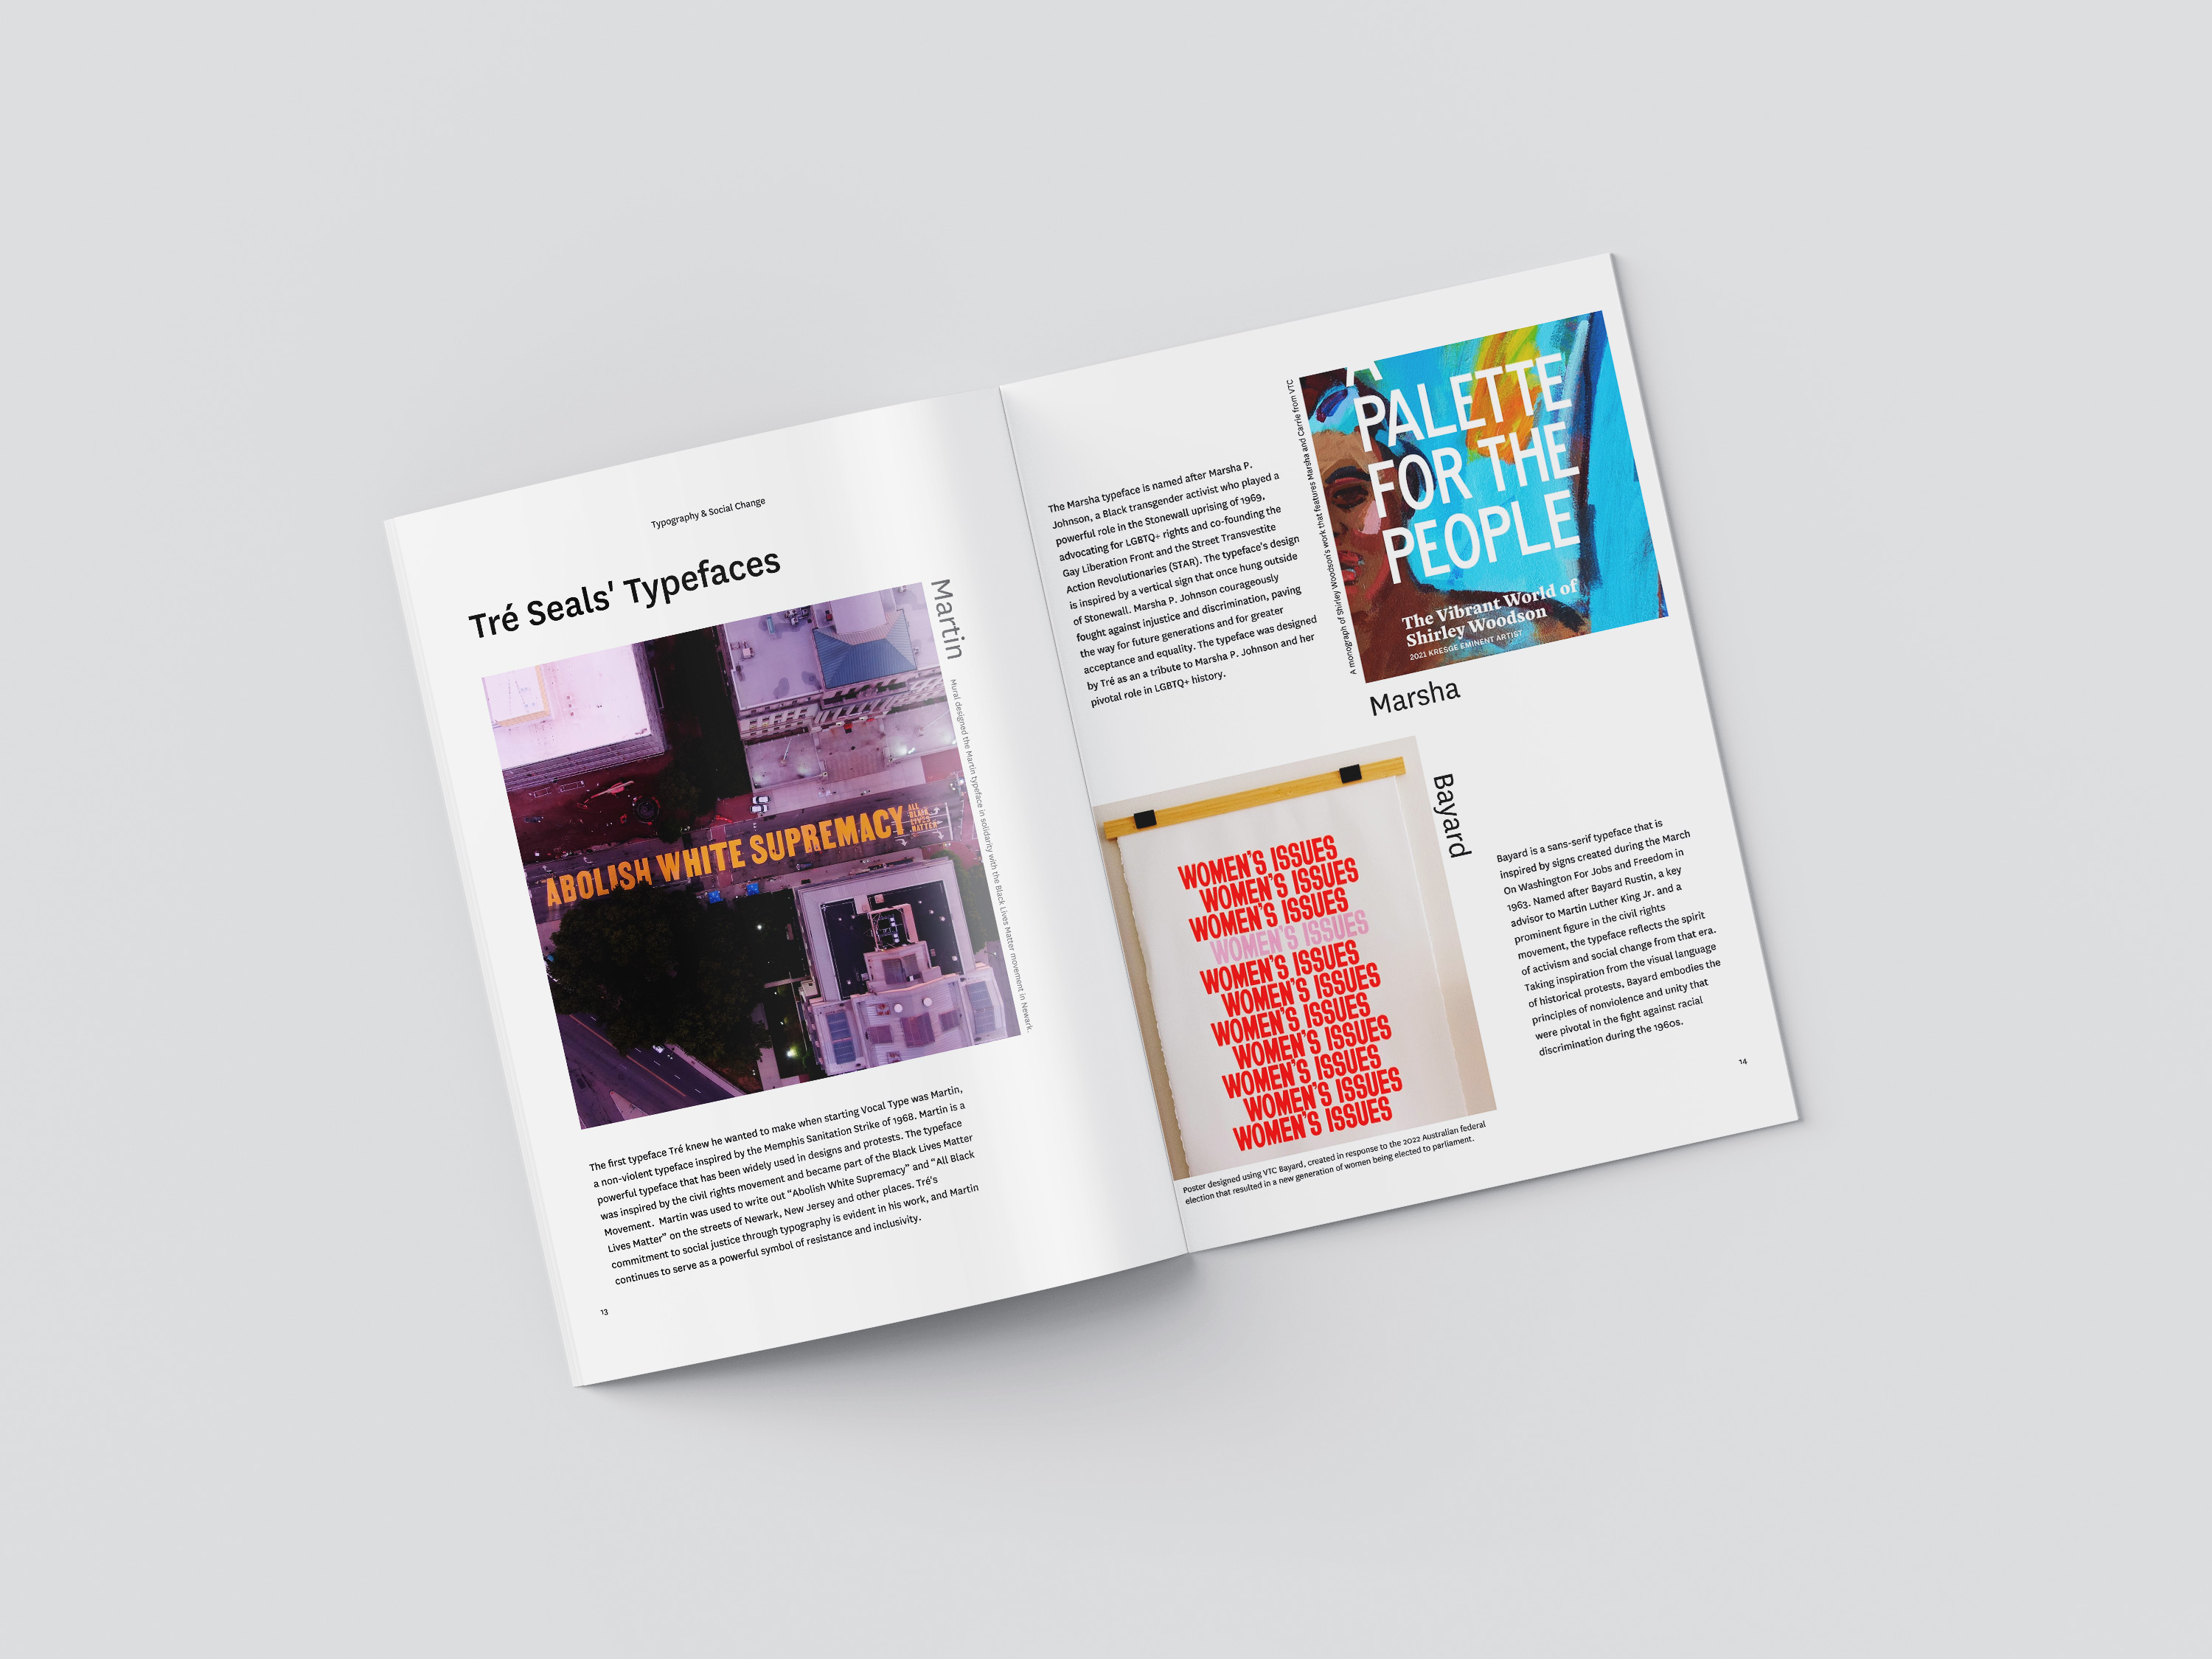 Typography & Social Change
Tré Seals' Typefaces
Martin
Mural designed the Martin typeface in solidarity with the Black Lives Matter movement in Newark.
ABOLISH WHITE SUPREMACY
ALL
BLACK
LIVES
MATTER
The first typeface Tré knew he wanted to make when starting Vocal Type was Martin,
a non-violent typeface inspired by the Memphis Sanitation Strike of 1968. Martin is a
powerful typeface that has been widely used in designs and protests. The typeface
was inspired by the civil rights movement and became part of the Black Lives Matter
Movement. Martin was used to write out “Abolish White Supremacy” and “All Black
Lives Matter” on the streets of Newark, New Jersey and other places. Tré's
commitment to social justice through typography is evident in his work, and Martin
continues to serve as a powerful symbol of resistance and inclusivity.
13
The Marsha typeface is named after Marsha P.
Johnson, a Black transgender activist who played a
powerful role in the Stonewall uprising of 1969,
advocating for LGBTQ+ rights and co-founding the
Gay Liberation Front and the Street Transvestite
Action Revolutionaries (STAR). The typeface's design
is inspired by a vertical sign that once hung outside
of Stonewall. Marsha P. Johnson courageously
fought against injustice and discrimination, paving
the way for future generations and for greater
acceptance and equality. The typeface was designed
by Tré as an a tribute to Marsha P. Johnson and her
pivotal role in LGBTQ+ history.
A monograph of Shirley Woodson's work that features Marsha and Carrie from VTC
A
PALETTE
FOR THE
PEOPLE
The Vibrant World of
Shirley Woodson
2021 KRESGE EMINENT ARTIST
Marsha
WOMEN'S ISSUES
WOMEN'S ISSUES
WOMEN'S ISSUES
WOMEN'S ISSUES
WOMEN'S ISSUES
WOMEN'S ISSUES
WOMEN'S ISSUES
WOMEN'S ISSUES
WOMEN'S ISSUES
WOMEN'S ISSUES
WOMEN'S ISSUES
Poster designed using VTC Bayard, created in response to the 2022 Australian federal
election that resulted in a new generation of women being elected to parliament.
Bayard
Bayard is a sans-serif typeface that is
inspired by signs created during the March
On Washington For Jobs and Freedom in
1963. Named after Bayard Rustin, a key
advisor to Martin Luther King Jr. and a
prominent figure in the civil rights
movement, the typeface reflects the spirit
of activism and social change from that era.
Taking inspiration from the visual language
of historical protests, Bayard embodies the
principles of nonviolence and unity that
were pivotal in the fight against racial
discrimination during the 1960s.
14